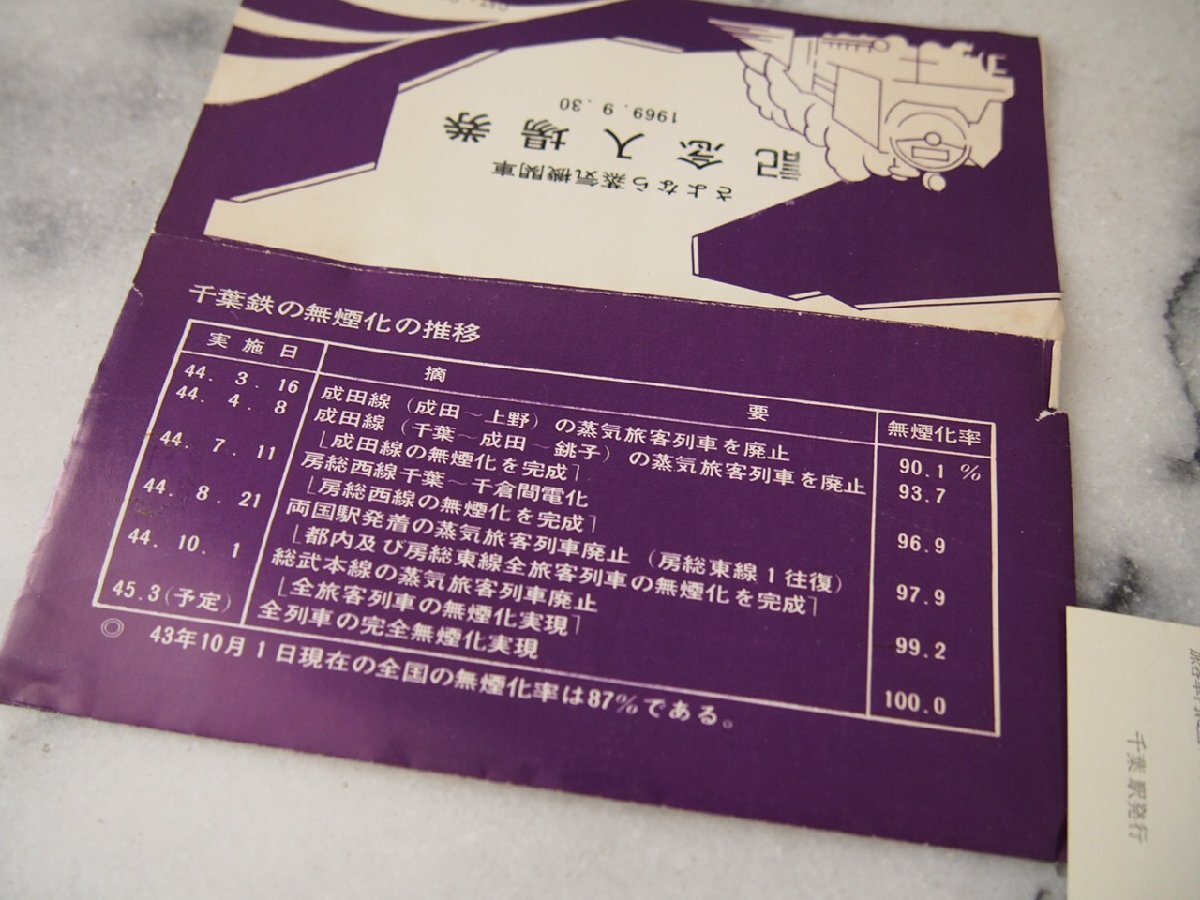 さよなら蒸気機関車
記念入場券
1969.9.30
千葉鉄の無煙化の推移
実施日 摘要 無煙化率
44. 3. 16 成田線(成田～上野)の蒸気旅客列車を廃止 90.1 %
44. 4. 8 成田線(千葉～成田～銚子)の蒸気旅客列車を廃止 93.7
〔成田線の無煙化を完成〕
44. 7. 11 房総西線千葉～千倉間電化 96.9
〔房総西線の無煙化を完成〕
44. 8. 21 両国駅発着の蒸気旅客列車廃止(房総東線1往復) 97.9
〔都内及び房総東線全旅客列車の無煙化を完成〕
44. 10. 1 総武本線の蒸気旅客列車廃止 99.2
〔全旅客列車の無煙化実現〕
45.3(予定) 全列車の完全無煙化実現 100.0
◎ 43年10月1日現在の全国の無煙化率は87%である。
千葉駅発行